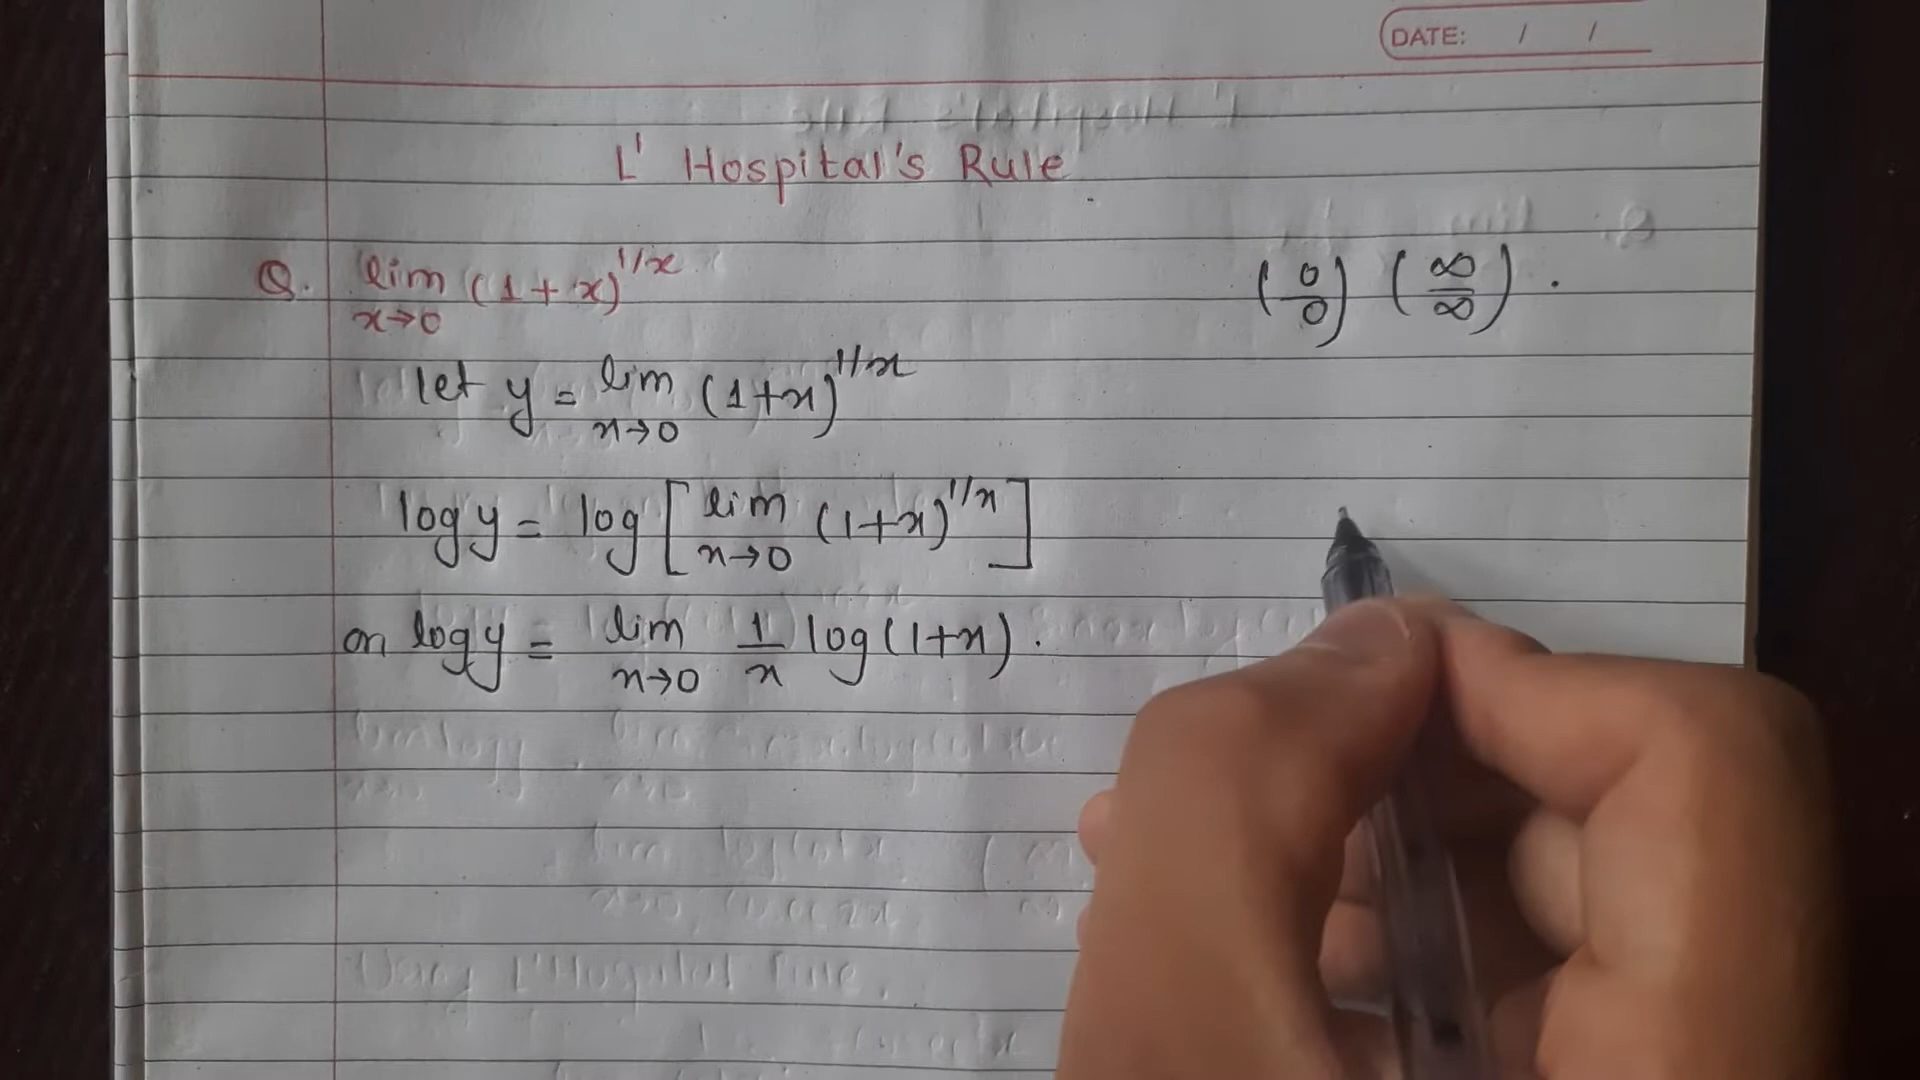 DATE: / /
L' Hospital's Rule
Q. lim x→0 (1+x)^1/x (0/0) (∞/∞).
let y = lim x→0 (1+x)^1/x
log y = log [lim x→0 (1+x)^1/x]
or log y = lim x→0 1/x log(1+x).